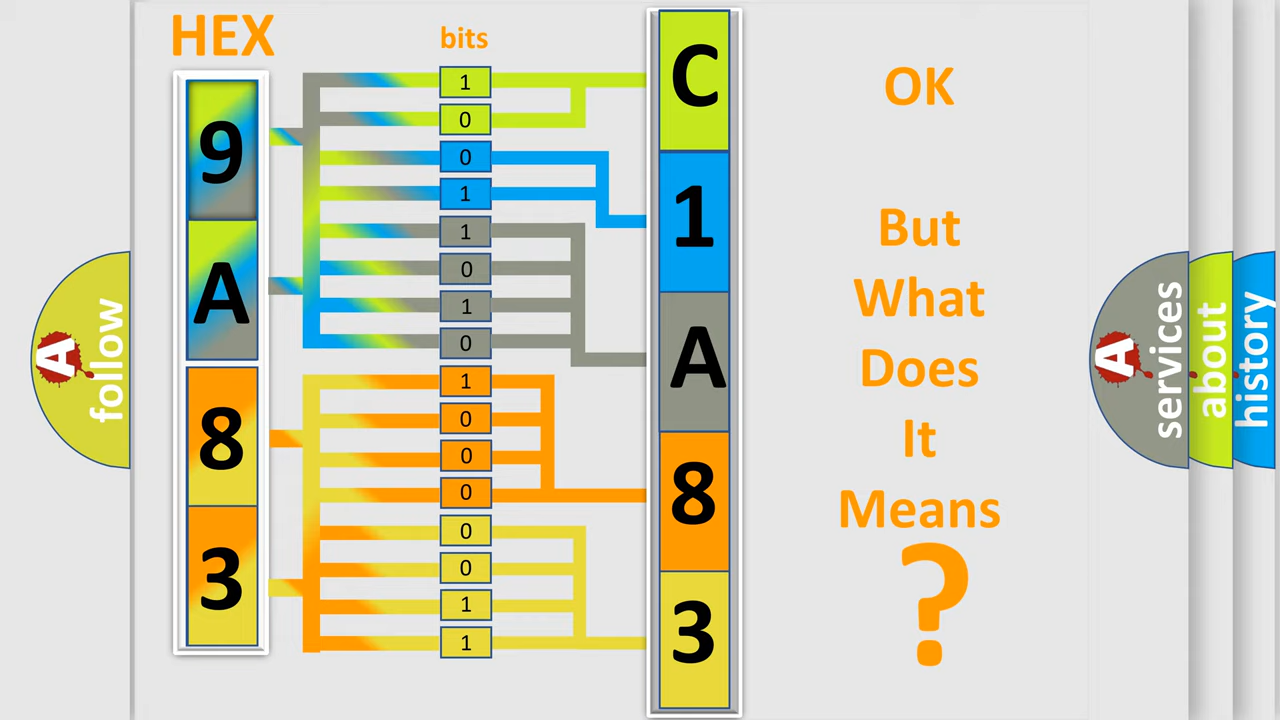 HEX
9
A
8
3
bits
1
0
0
1
1
0
1
0
1
0
0
0
0
0
1
1
C
1
A
8
3
OK
But
What
Does
It
Means
?
A
follow
A
services
about
history